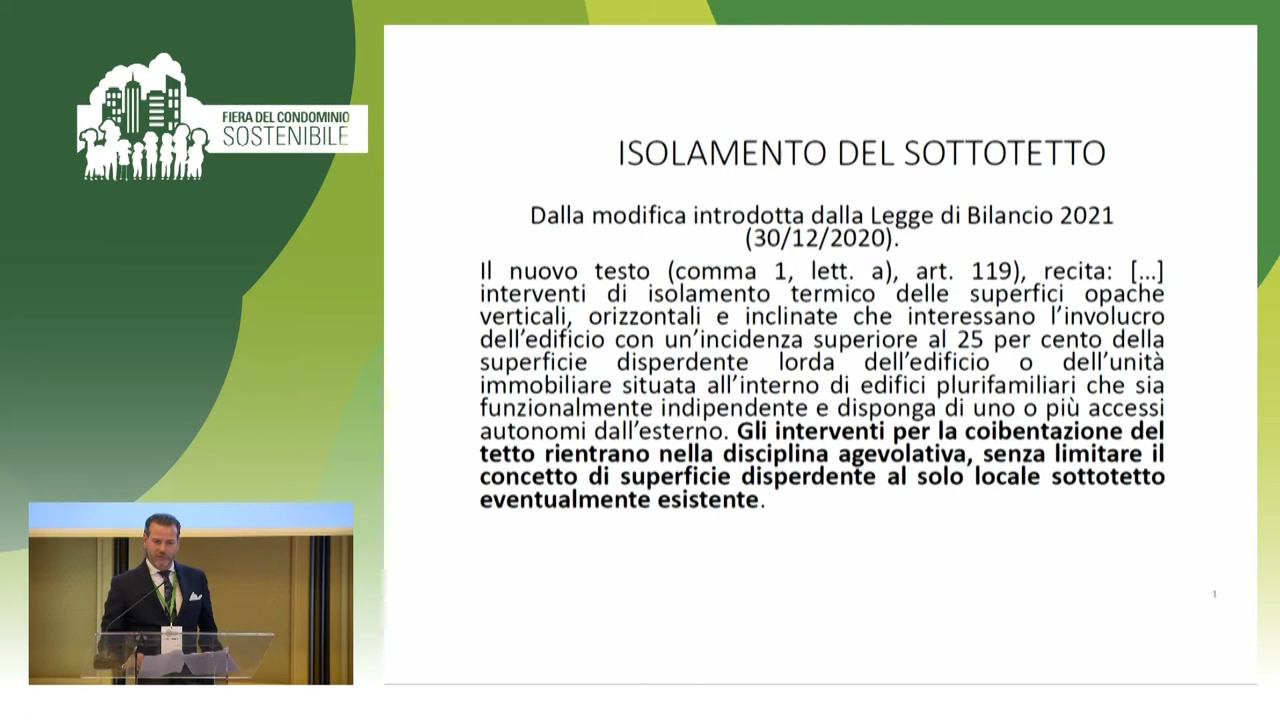 FIERA DEL CONDOMINIO
SOSTENIBILE
ISOLAMENTO DEL SOTTOTETTO
Dalla modifica introdotta dalla Legge di Bilancio 2021
(30/12/2020).
Il nuovo testo (comma 1, lett. a), art. 119), recita: [...]
interventi di isolamento termico delle superfici opache
verticali, orizzontali e inclinate che interessano l’involucro
dell’edificio con un’incidenza superiore al 25 per cento della
superficie disperdente lorda dell’edificio o dell’unità
immobiliare situata all’interno di edifici plurifamiliari che sia
funzionalmente indipendente e disponga di uno o più accessi
autonomi dall’esterno. Gli interventi per la coibentazione del
tetto rientrano nella disciplina agevolativa, senza limitare il
concetto di superficie disperdente al solo locale sottotetto
eventualmente esistente.
1